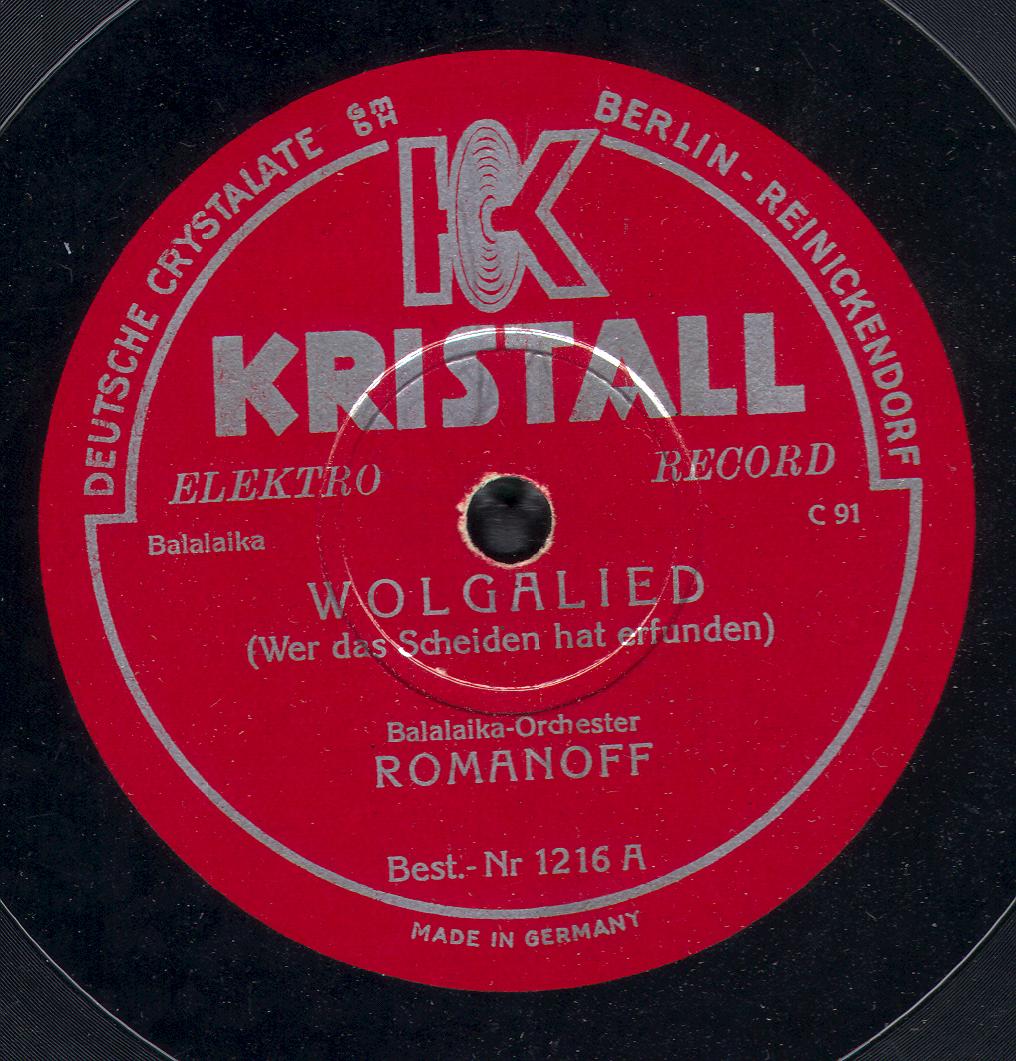 DEUTSCHE CRYSTALATE GmbH
BERLIN - REINICKENDORF
K
KRISTALL
ELEKTRO RECORD
C 91
Balalaika
WOLGALIED
(Wer das Scheiden hat erfunden)
Balalaika-Orchester
ROMANOFF
Best.-Nr 1216 A
MADE IN GERMANY